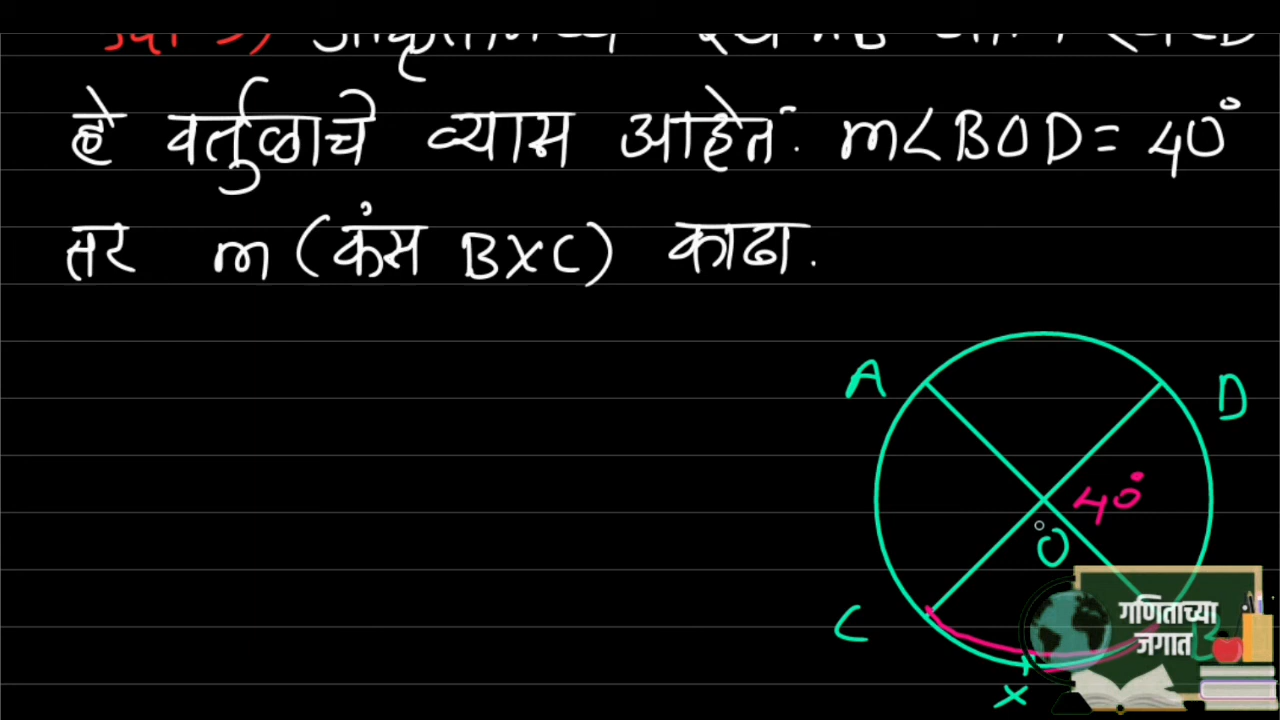 हे वर्तुळाचे व्यास आहेत. m<BOD = 40°
तर m (कंस BXC) काढा.
A
D
40°
O
C
B
x
गणिताच्या
जगात